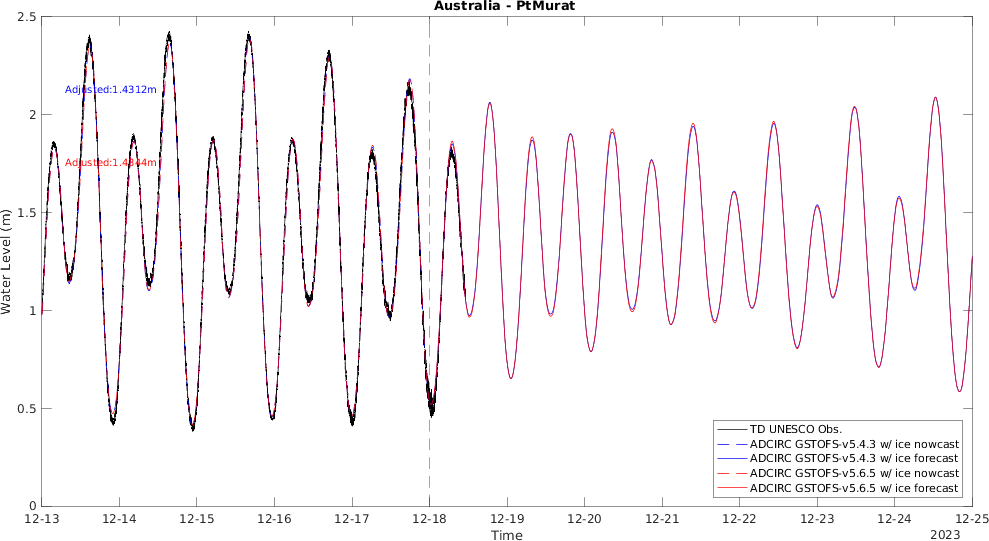 Australia - PtMurat
2.5
2
1.5
1
0.5
0
Water Level (m)
Adjusted:1.4312m
Adjusted:1.4844m
TD UNESCO Obs.
ADCIRC GSTOFS-v5.4.3 w/ ice nowcast
ADCIRC GSTOFS-v5.4.3 w/ ice forecast
ADCIRC GSTOFS-v5.6.5 w/ ice nowcast
ADCIRC GSTOFS-v5.6.5 w/ ice forecast
12-13 12-14 12-15 12-16 12-17 12-18 12-19 12-20 12-21 12-22 12-23 12-24 12-25
Time
2023